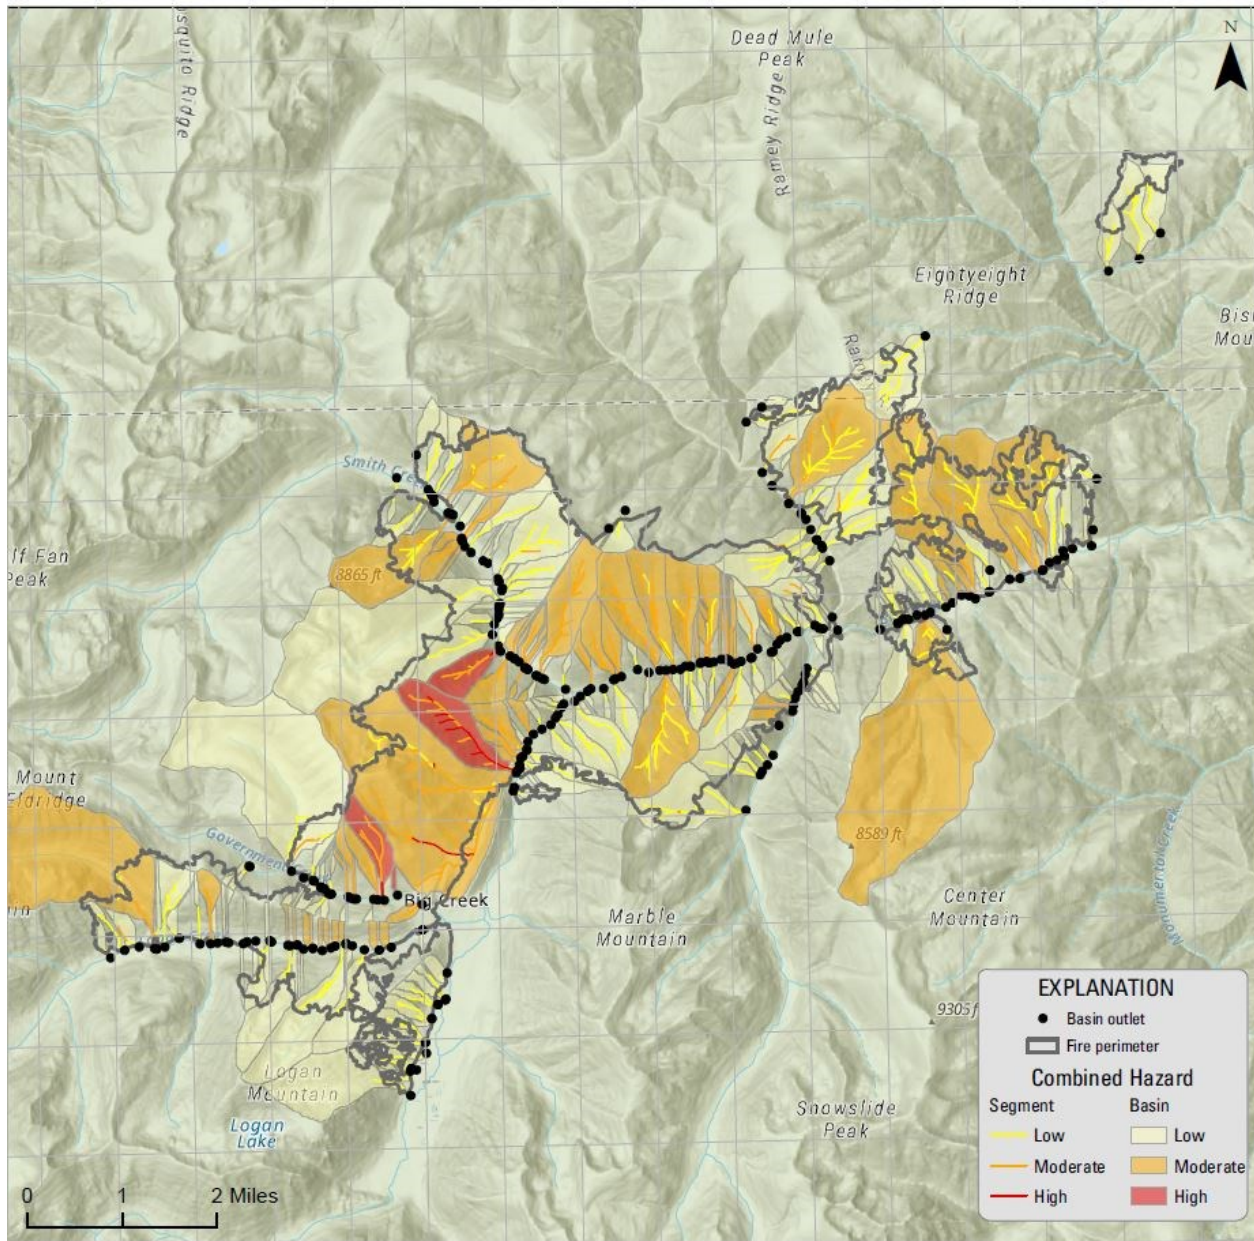 N
Dead Mule
Peak
squito Ridge
Ramey Ridge
Eightyeight
Ridge
Bis
Mou
Smith Cree
lf Fan
Peak
8865 ft
Mount
Eldridge
Government
8589 ft
Big Creek
Center
Mountain
Marble
Mountain
Monumental Creek
9305 f
Logan
Mountain
Snowslide
Peak
Logan
Lake
EXPLANATION
Basin outlet
Fire perimeter
Combined Hazard
Segment Basin
Low Low
Moderate Moderate
High High
0 1 2 Miles